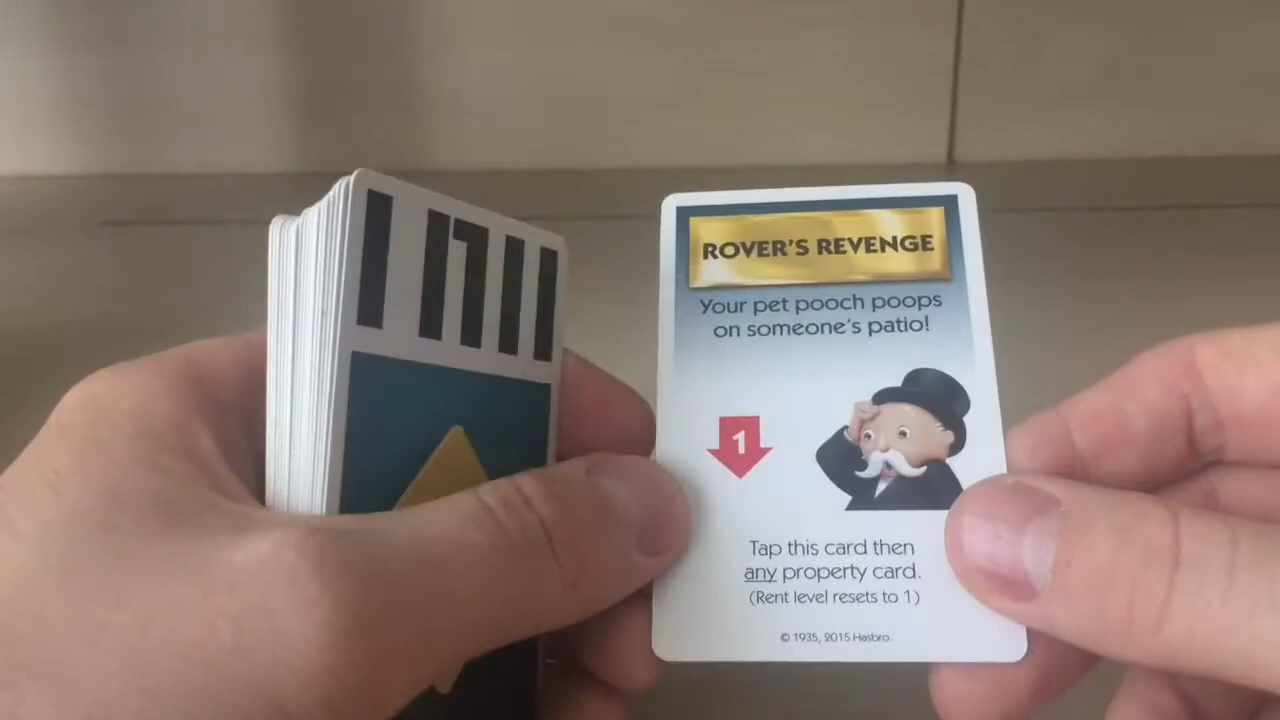 ROVER'S REVENGE
Your pet pooch poops
on someone's patio!
1
Tap this card then
any property card.
(Rent level resets to 1)
© 1935, 2015 Hasbro.